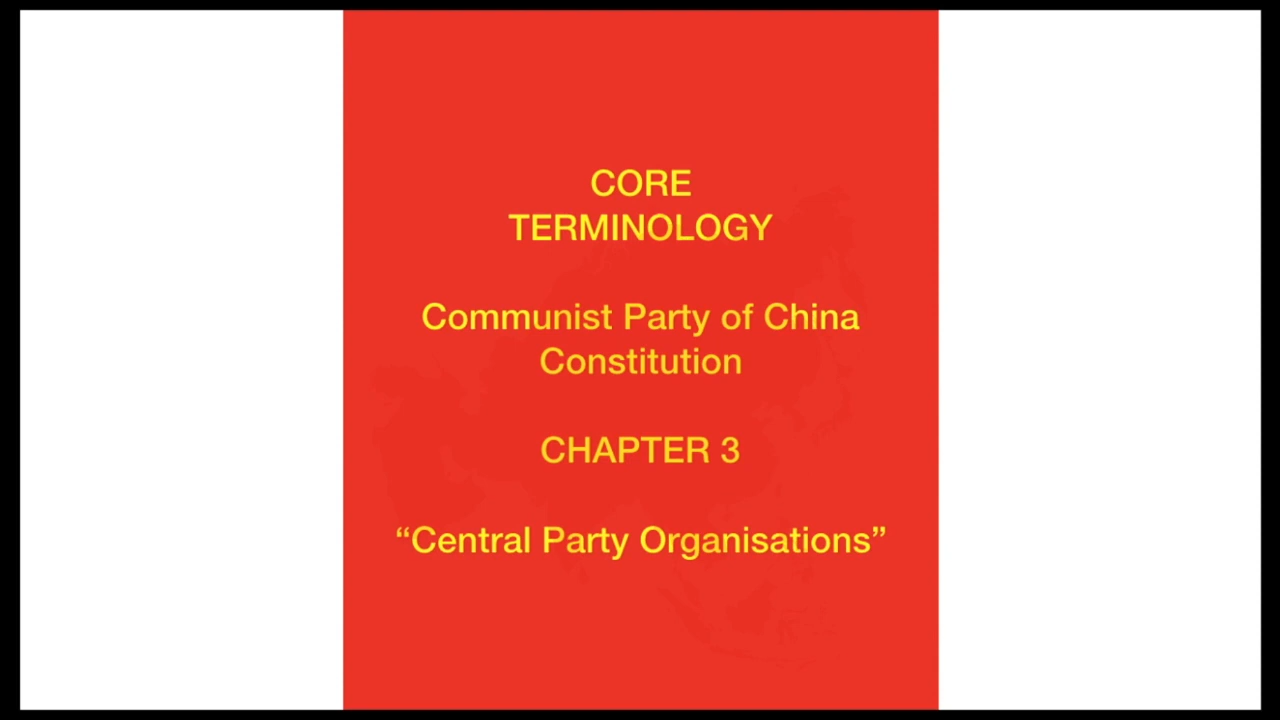 CORE
TERMINOLOGY
Communist Party of China
Constitution
CHAPTER 3
“Central Party Organisations”